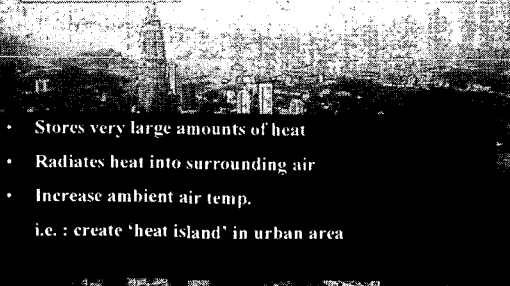 • Stores very large amounts of heat
• Radiates heat into surrounding air
• Increase ambient air temp.
i.e. : create ‘heat island’ in urban area